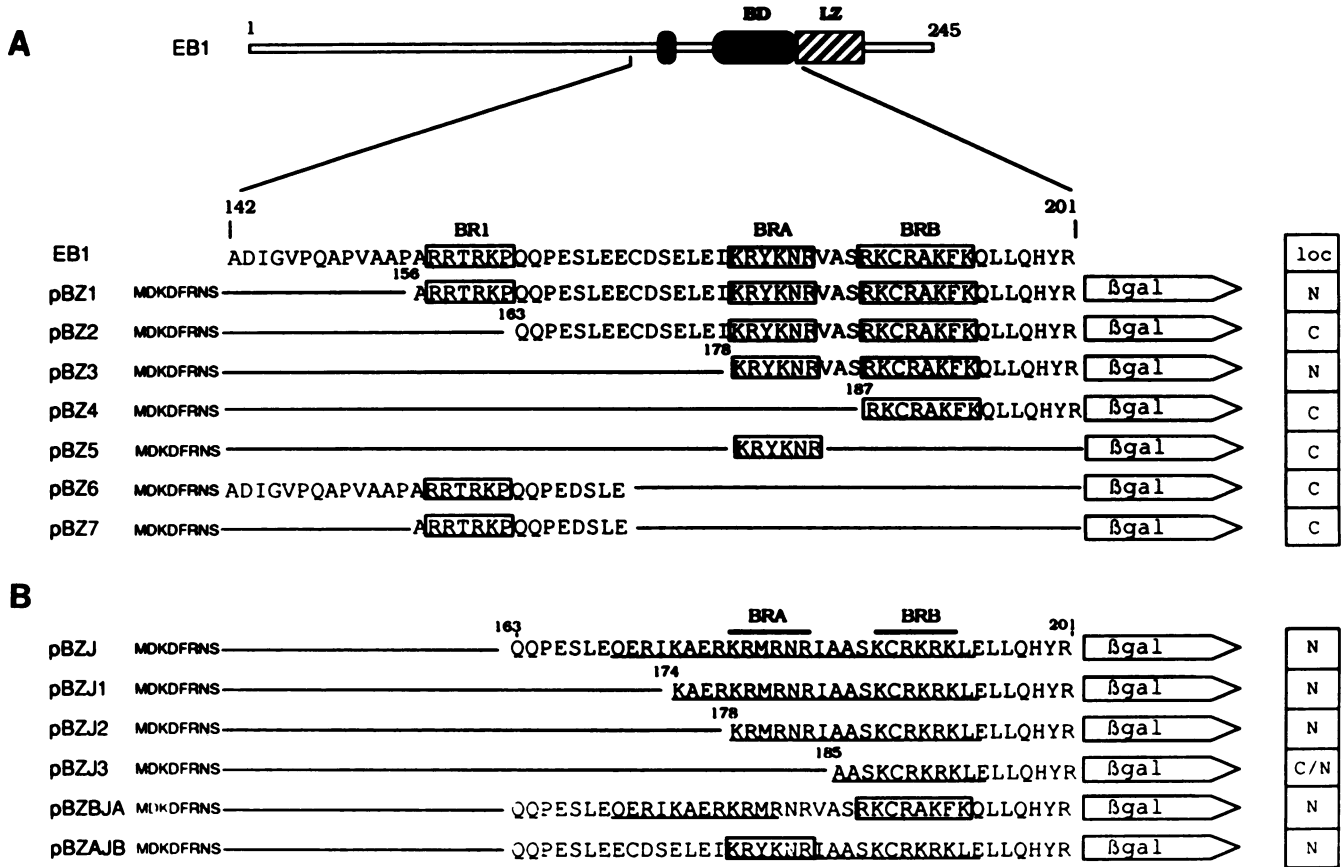 A
EB1
1
BD
LZ
245
142
201
BR1
BRA
BRB
EB1 ADIGVPQAPVAAPARRTRKPQQPESLEECDSELEIKRYKNRVASRKCRAKFKQLLQHYR loc
156
pBZ1 MDKDFRNS ARRTRKPQQPESLEECDSELEIKRYKNRVASRKCRAKFKQLLQHYR ßgal N
163
pBZ2 MDKDFRNS QQPESLEECDSELEIKRYKNRVASRKCRAKFKQLLQHYR ßgal C
178
pBZ3 MDKDFRNS KRYKNRVASRKCRAKFKQLLQHYR ßgal N
187
pBZ4 MDKDFRNS RKCRAKFKQLLQHYR ßgal C
pBZ5 MDKDFRNS KRYKNR ßgal C
pBZ6 MDKDFRNS ADIGVPQAPVAAPARRTRKPQQPEDSLE ßgal C
pBZ7 MDKDFRNS ARRTRKPQQPEDSLE ßgal C
B
BRA
BRB
163
201
pBZJ MDKDFRNS QQPESLEQERIKAERKRMRNRIAASKCRKRKLELLQHYR ßgal N
174
pBZJ1 MDKDFRNS KAERKRMRNRIAASKCRKRKLELLQHYR ßgal N
178
pBZJ2 MDKDFRNS KRMRNRIAASKCRKRKLELLQHYR ßgal N
185
pBZJ3 MDKDFRNS AASKCRKRKLELLQHYR ßgal C/N
pBZBJA MDKDFRNS QQPESLEQERIKAERKRMRNRVASRKCRAKFKQLLQHYR ßgal N
pBZAJB MDKDFRNS QQPESLEECDSELEIKRYKNRIAASKCRKRKLELLQHYR ßgal N